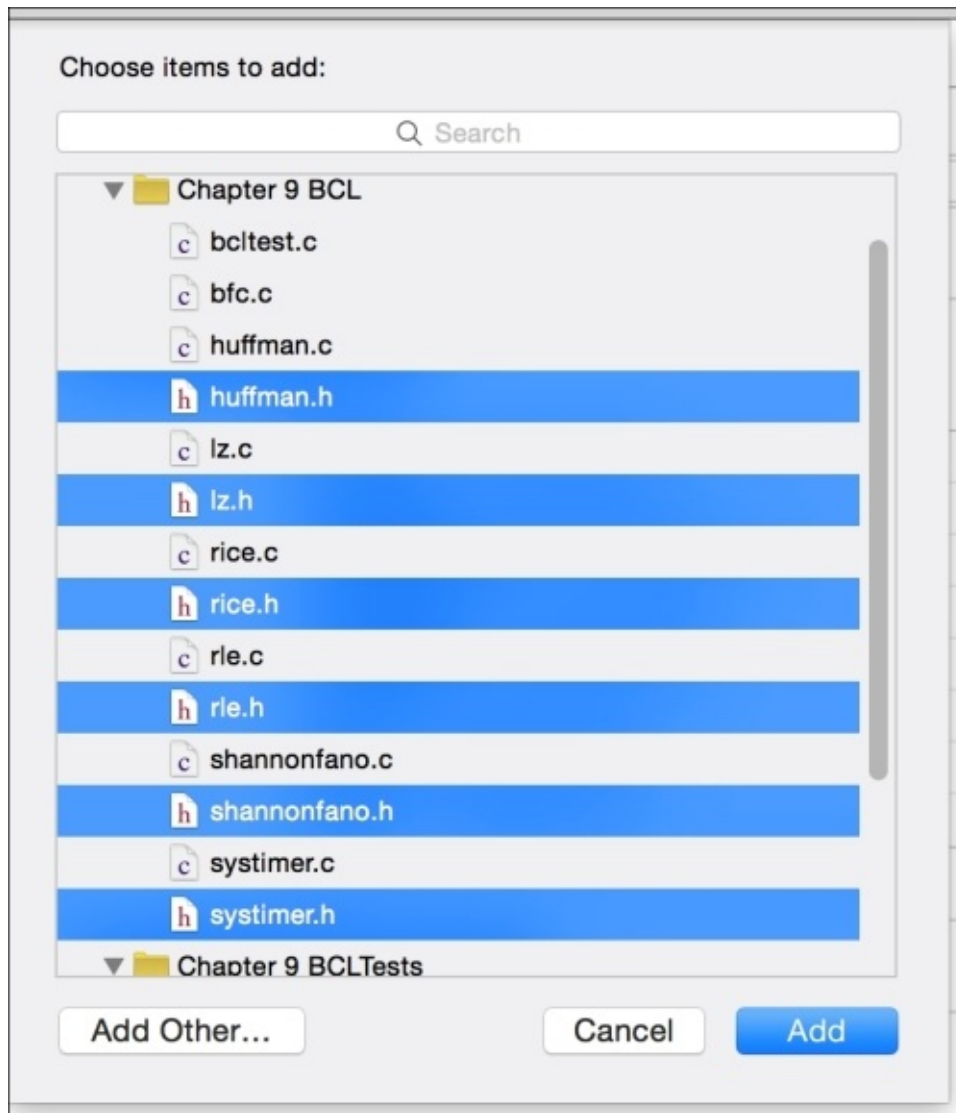 Choose items to add:
Search
Chapter 9 BCL
c bcltest.c
c bfc.c
c huffman.c
h huffman.h
c lz.c
h lz.h
c rice.c
h rice.h
c rle.c
h rle.h
c shannonfano.c
h shannonfano.h
c systimer.c
h systimer.h
Chapter 9 BCLTests
Add Other...
Cancel
Add